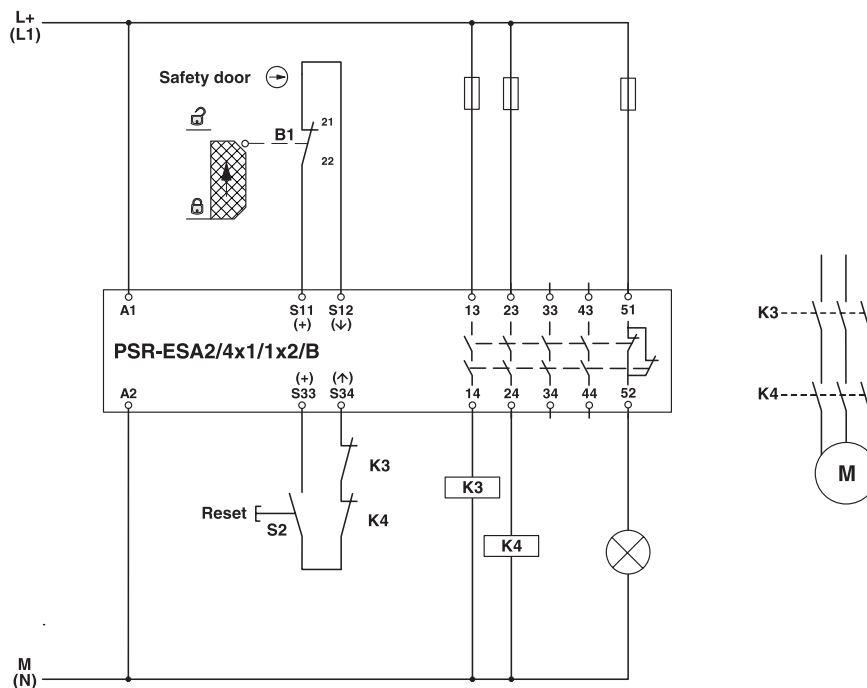 L+
(L1)
Safety door
21
B1
22
A1
S11
(+)
S12
(↓)
13
23
33
43
51
PSR-ESA2/4x1/1x2/B
(+)
(↑)
A2
S33
S34
14
24
34
44
52
K3
K4
Reset
S2
K3
K4
K3
K4
M
M
(N)